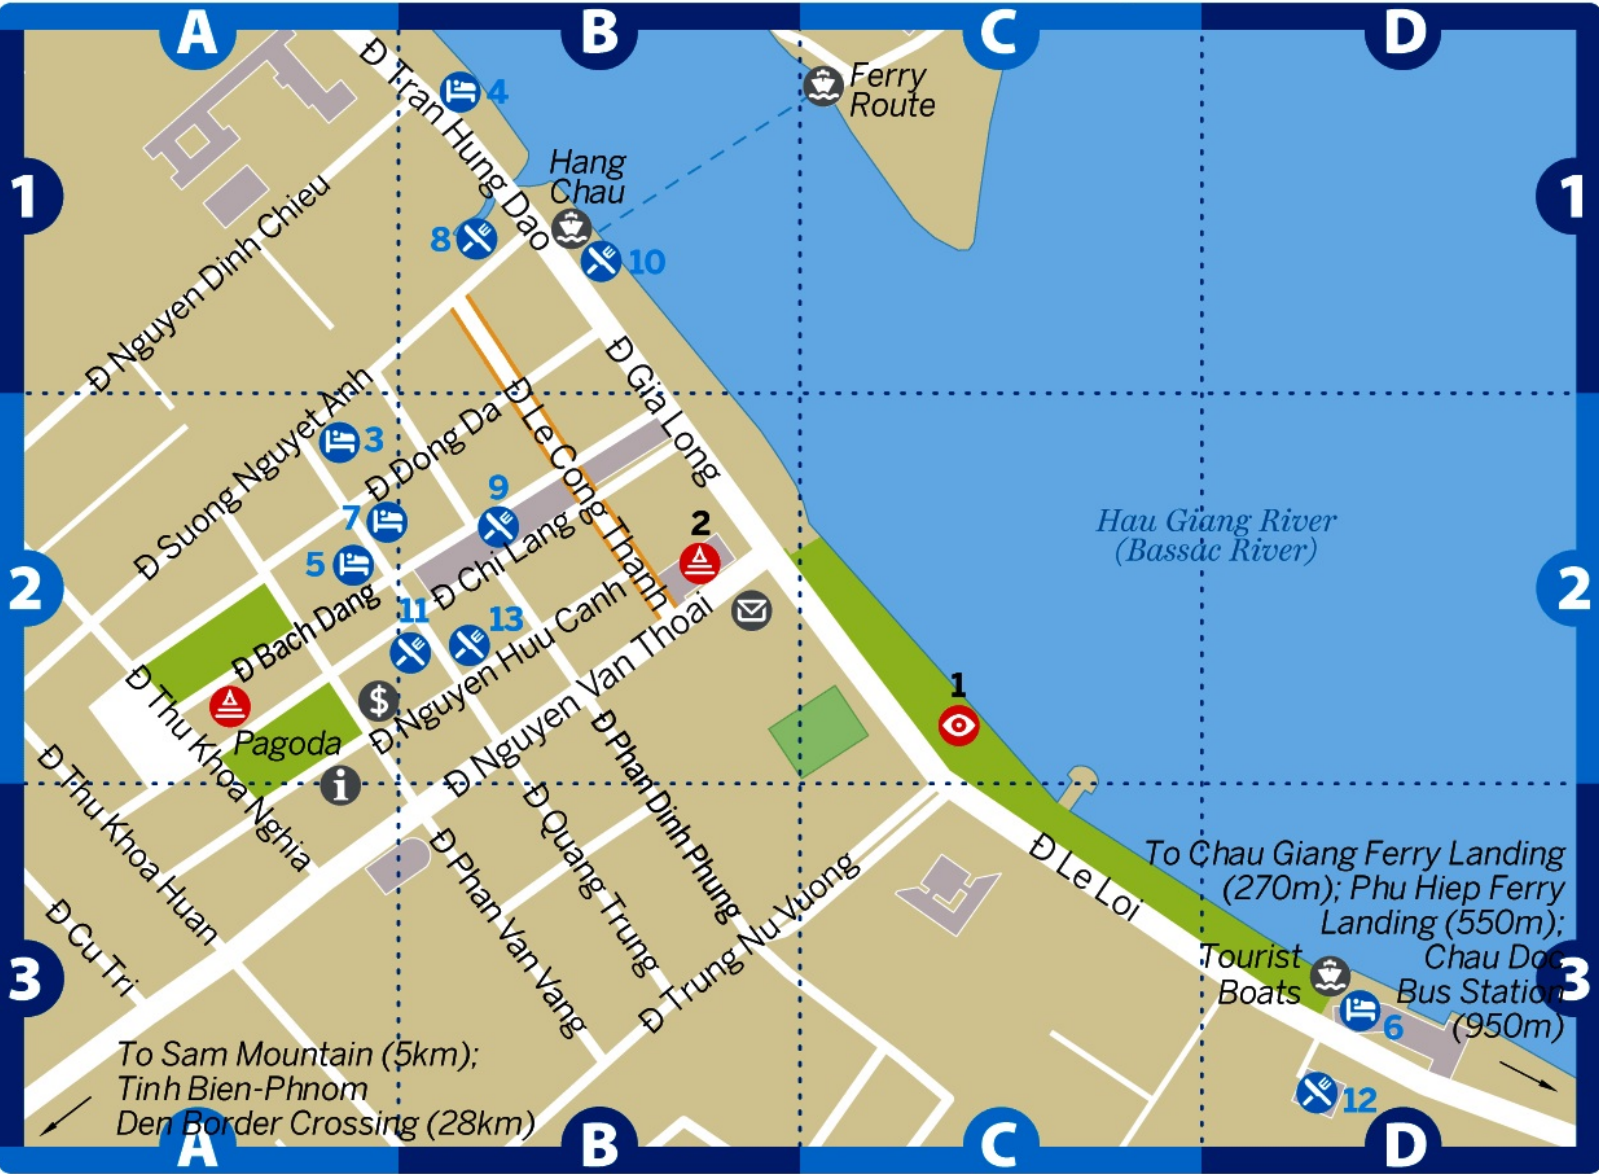 A
B
C
D
Đ Tran Hung Dao
4
Ferry
Route
Hang
Chau
1
1
8
10
Đ Nguyen Dinh Chieu
Đ Gia Long
Đ Suong Nguyet Anh
3
Đ Dong Da
Đ Le Cong Thanh
9
7
2
5
Đ Chi Lang
Hau Giang River
(Bassac River)
2
2
Đ Bach Dang
11
13
Đ Nguyen Huu Canh
Đ Nguyen Van Thoai
1
Đ Thu Khoa Nghia
$
Pagoda
i
Đ Thu Khoa Huan
Đ Phan Dinh Phung
Đ Quang Trung
Đ Phan Van Vang
Đ Trung Nu Vuong
Đ Le Loi
To Chau Giang Ferry Landing
(270m); Phu Hiep Ferry
Landing (550m);
Chau Doc
Bus Station
(950m)
Đ Cu Tri
Tourist
Boats
3
3
6
12
To Sam Mountain (5km);
Tinh Bien-Phnom
Den Border Crossing (28km)
A
B
C
D